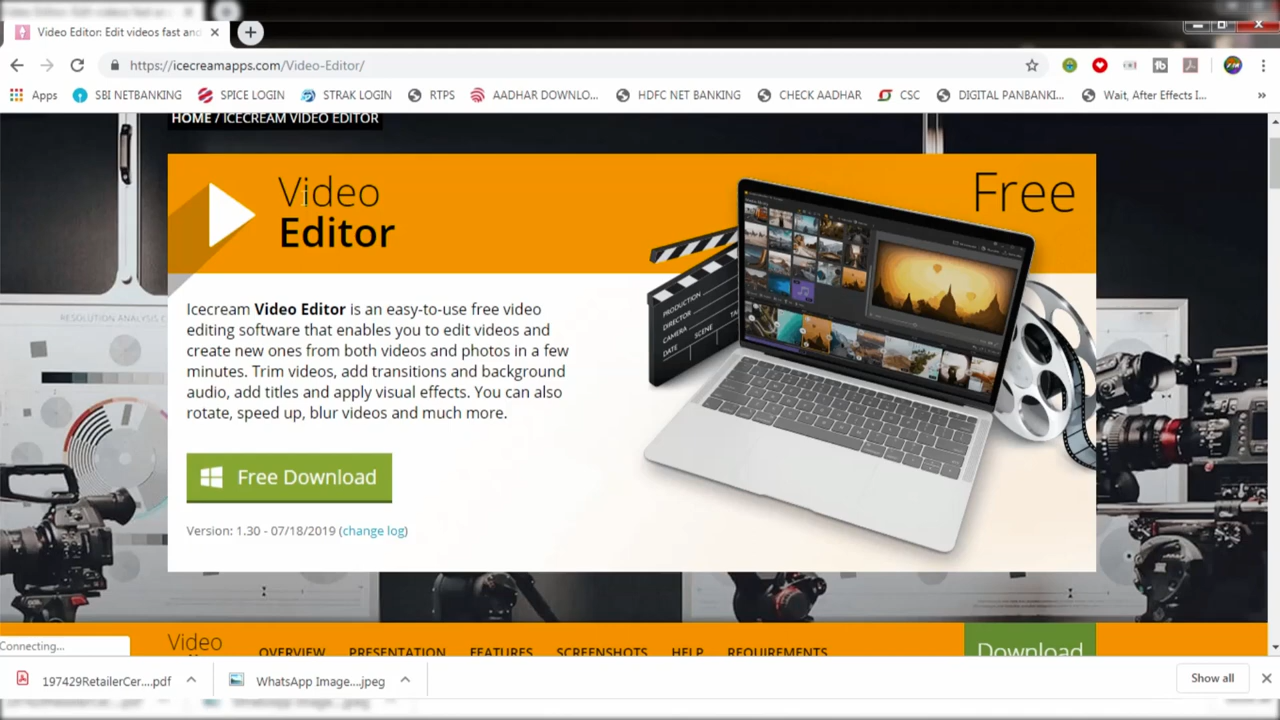 Video Editor: Edit videos fast and
https://icecreamapps.com/Video-Editor/
Apps
SBI NETBANKING
SPICE LOGIN
STRAK LOGIN
RTPS
AADHAR DOWNLO...
HDFC NET BANKING
CHECK AADHAR
CSC
DIGITAL PANBANKI...
Wait, After Effects I...
HOME / ICECREAM VIDEO EDITOR
Video
Editor
Free
Icecream Video Editor is an easy-to-use free video
editing software that enables you to edit videos and
create new ones from both videos and photos in a few
minutes. Trim videos, add transitions and background
audio, add titles and apply visual effects. You can also
rotate, speed up, blur videos and much more.
PRODUCTION
DIRECTOR
CAMERA
DATE SCENE
Free Download
Version: 1.30 - 07/18/2019 (change log)
Connecting...
Video
OVERVIEW
PRESENTATION
FEATURES
SCREENSHOTS
HELP
REQUIREMENTS
Download
197429RetailerCer....pdf
WhatsApp Image....jpeg
Show all